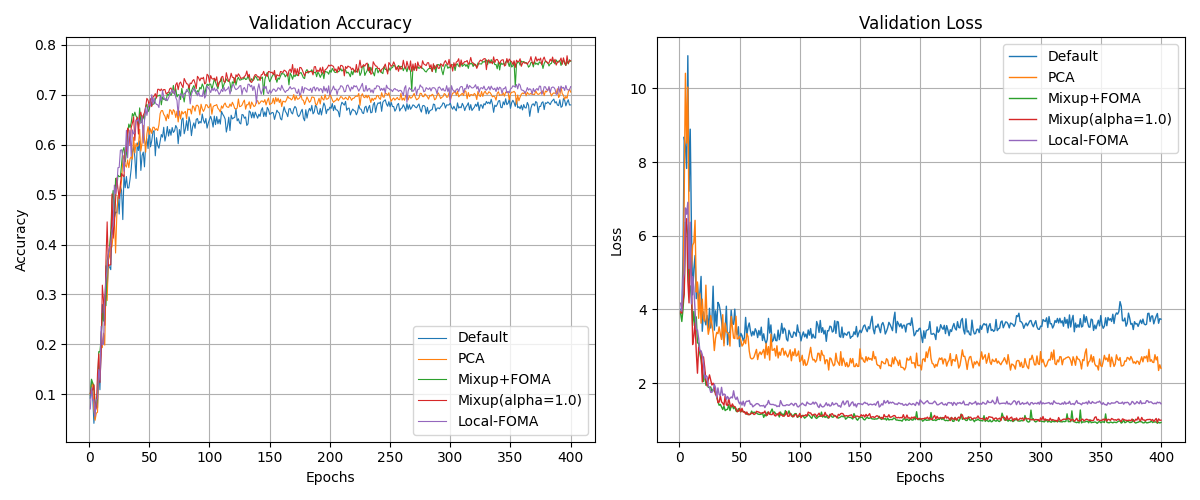 Validation Accuracy
Accuracy
0.8
0.7
0.6
0.5
0.4
0.3
0.2
0.1
Default
PCA
Mixup+FOMA
Mixup(alpha=1.0)
Local-FOMA
0 50 100 150 200 250 300 350 400
Epochs
Validation Loss
Loss
10
8
6
4
2
Default
PCA
Mixup+FOMA
Mixup(alpha=1.0)
Local-FOMA
0 50 100 150 200 250 300 350 400
Epochs